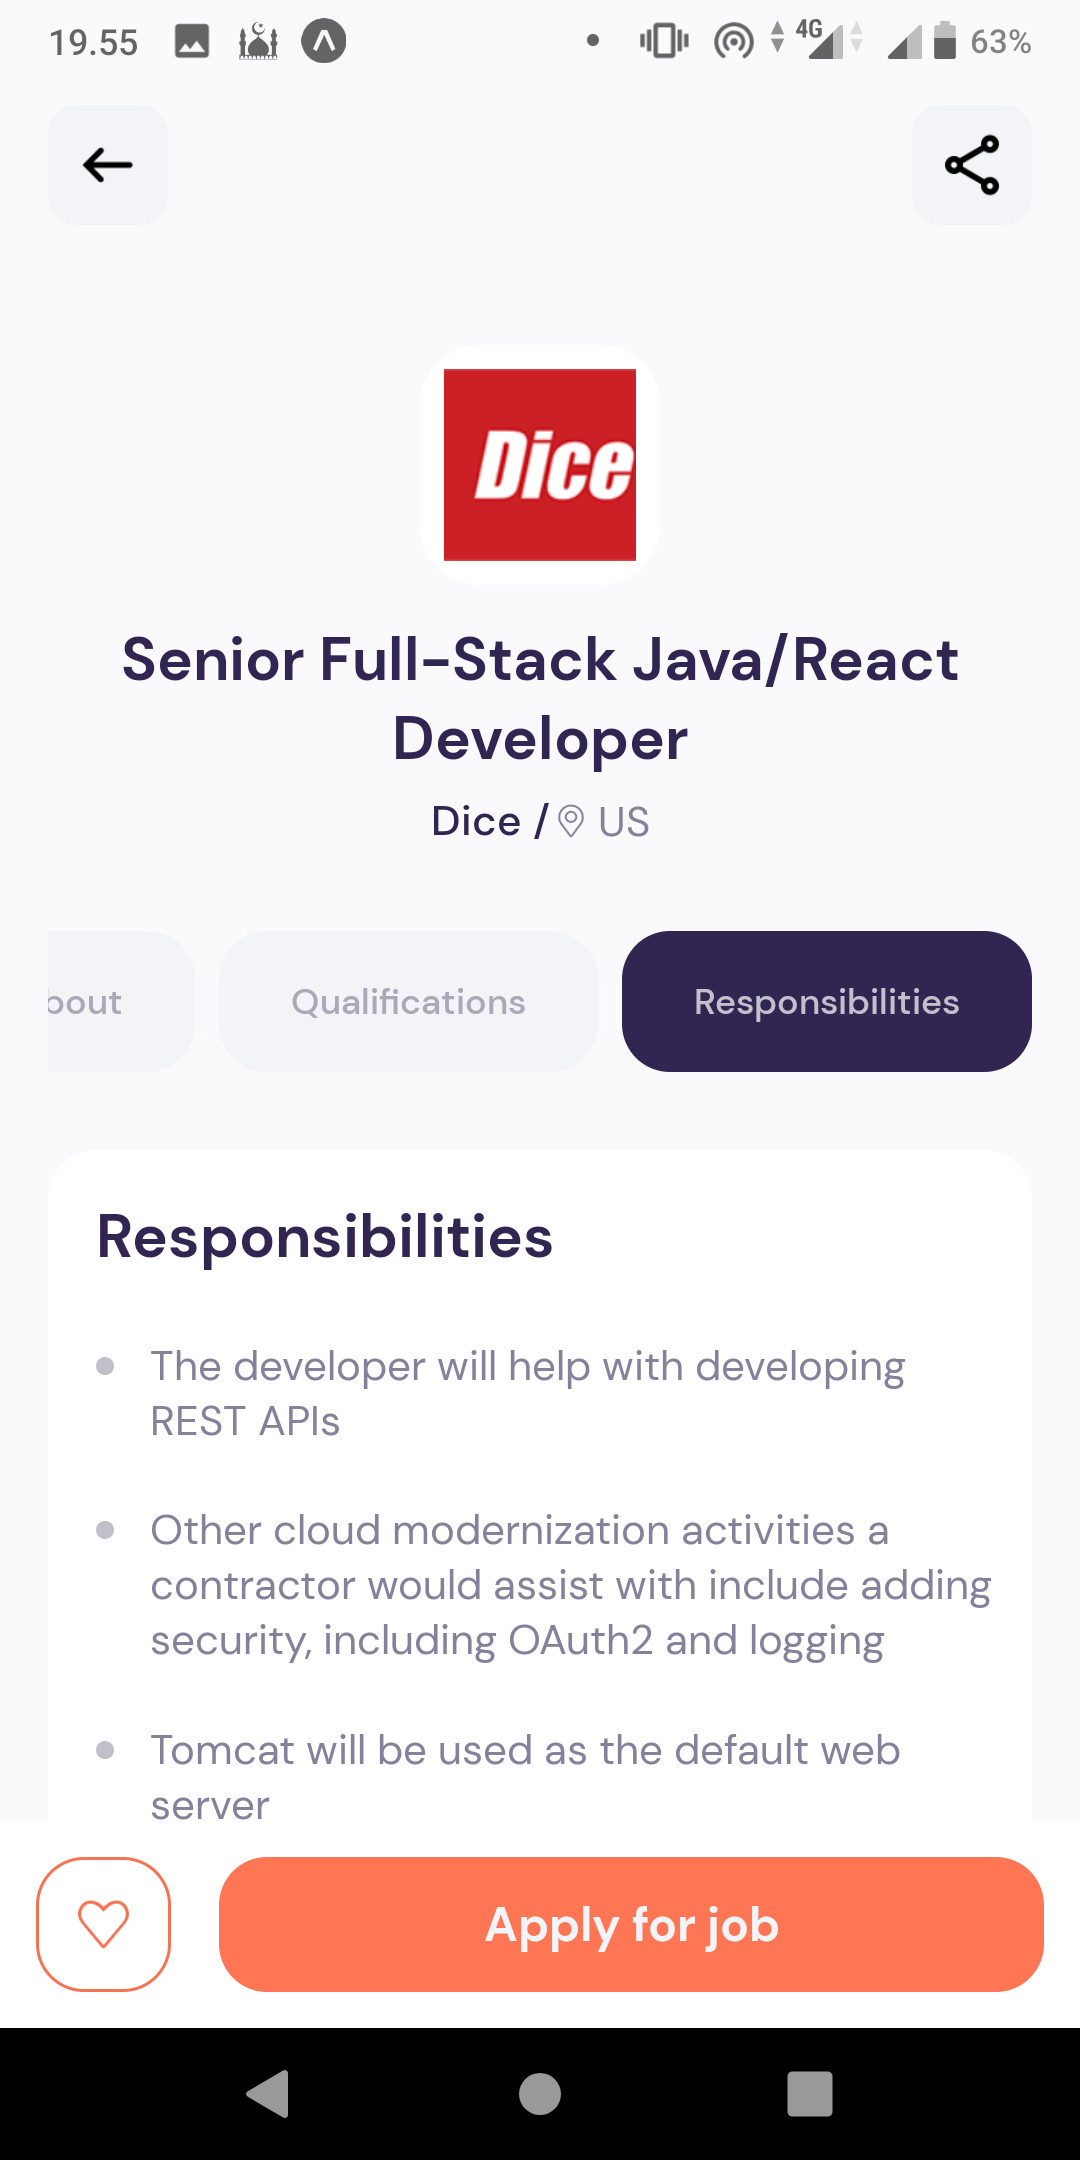 19.55
4G
63%
Dice
Senior Full-Stack Java/React
Developer
Dice / US
bout
Qualifications
Responsibilities
Responsibilities
The developer will help with developing
REST APIs
Other cloud modernization activities a
contractor would assist with include adding
security, including OAuth2 and logging
Tomcat will be used as the default web
server
Apply for job